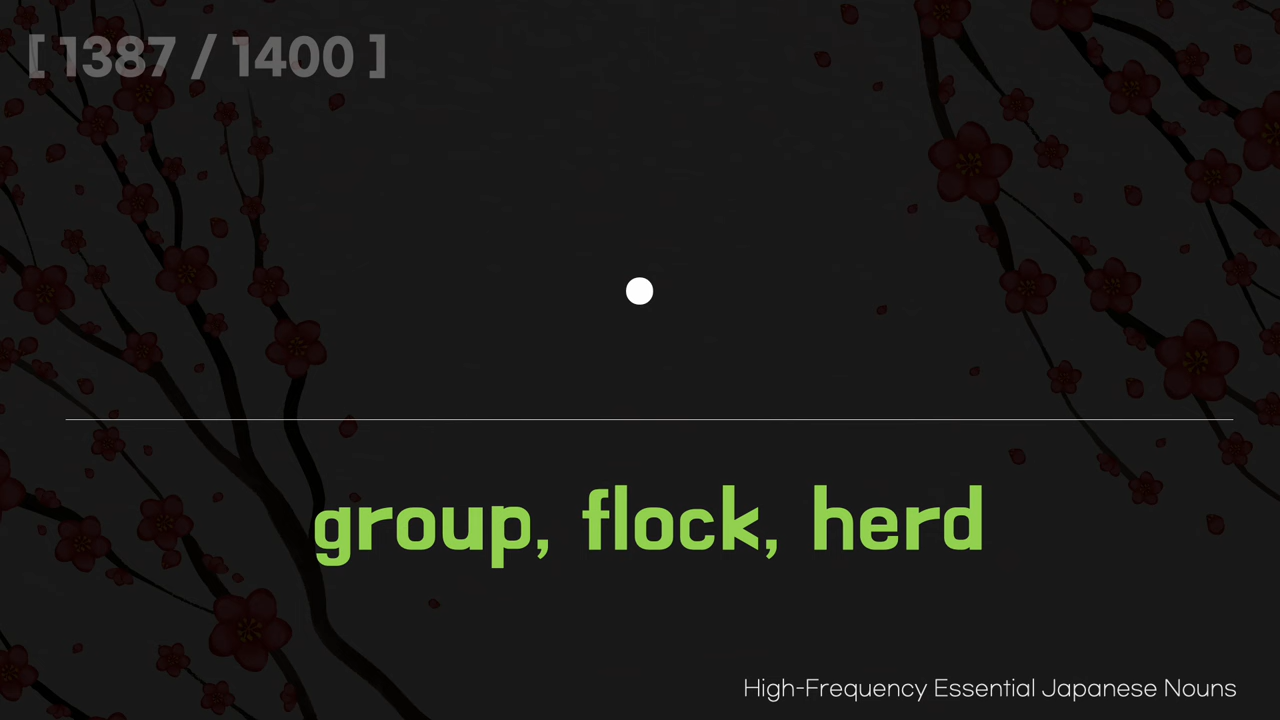 [ 1387 / 1400 ]
group, flock, herd
High-Frequency Essential Japanese Nouns